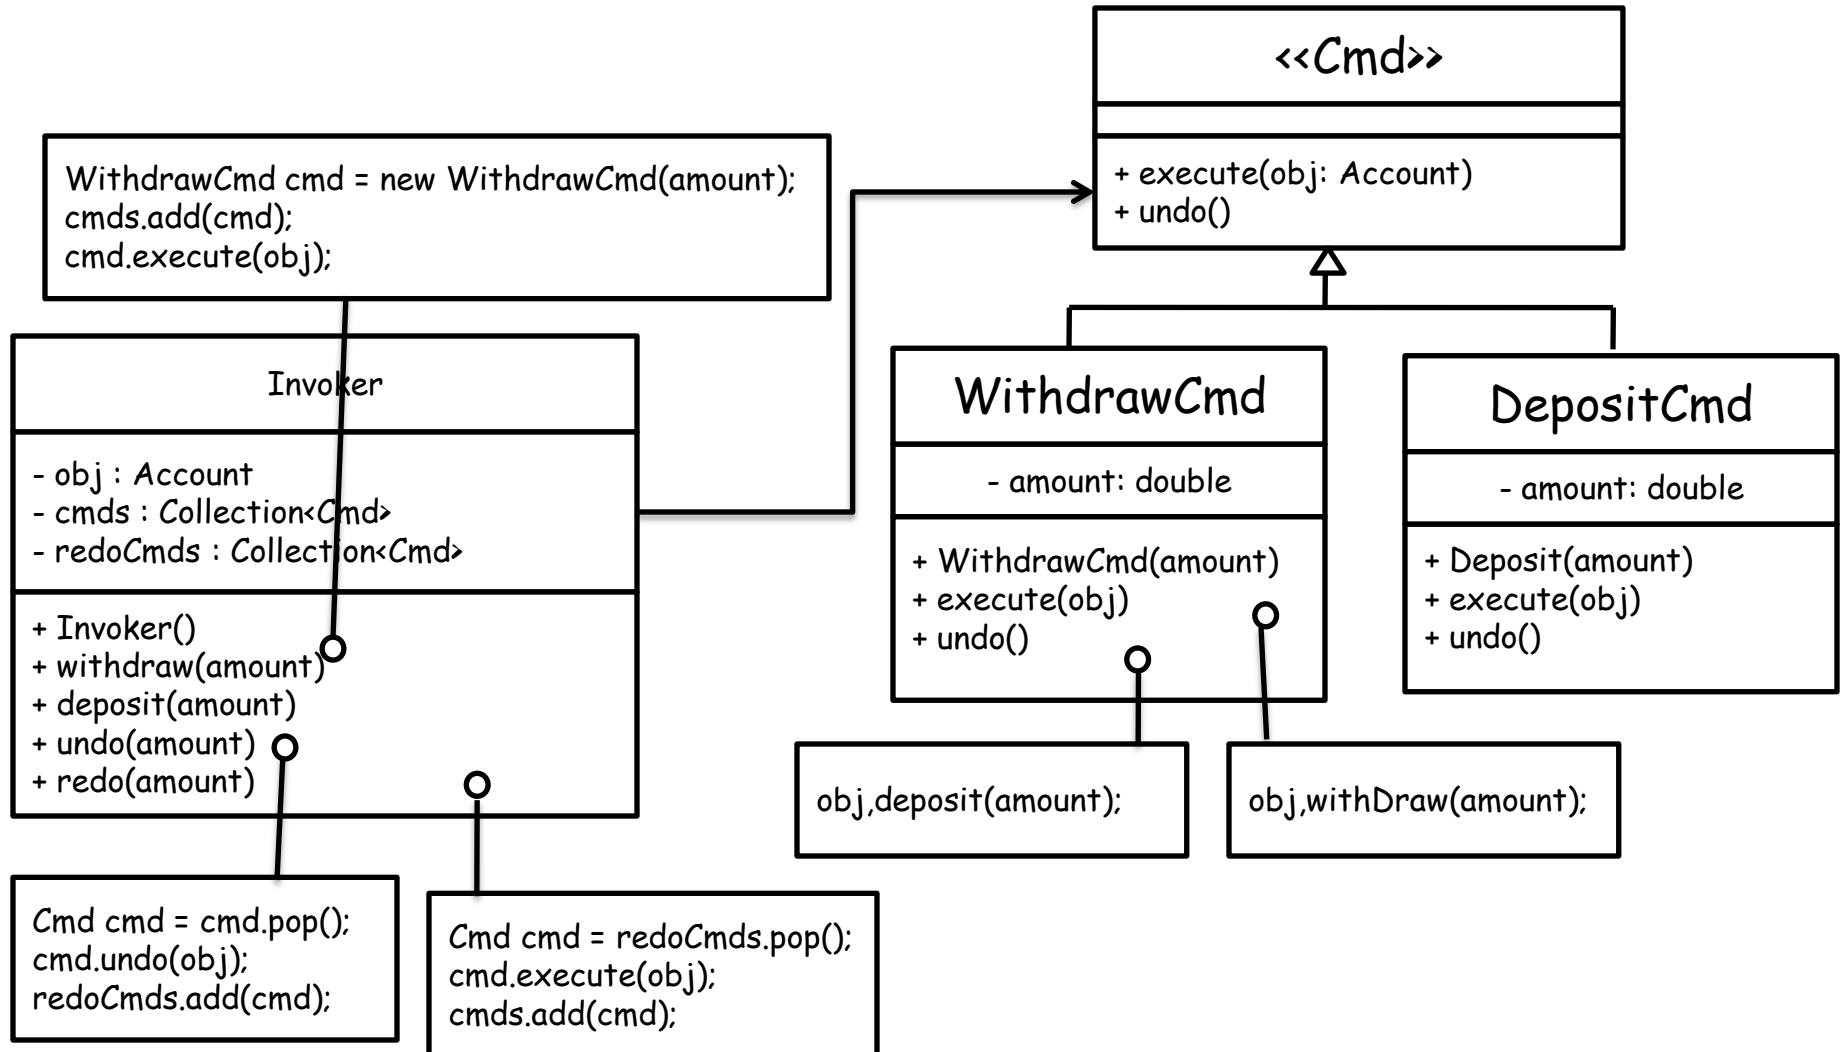 <<Cmd>>
+ execute(obj: Account)
+ undo()
WithdrawCmd cmd = new WithdrawCmd(amount);
cmds.add(cmd);
cmd.execute(obj);
Invoker
- obj : Account
- cmds : Collection<Cmd>
- redoCmds : Collection<Cmd>
+ Invoker()
+ withdraw(amount)
+ deposit(amount)
+ undo(amount)
+ redo(amount)
WithdrawCmd
- amount: double
+ WithdrawCmd(amount)
+ execute(obj)
+ undo()
DepositCmd
- amount: double
+ Deposit(amount)
+ execute(obj)
+ undo()
obj,deposit(amount);
obj,withDraw(amount);
Cmd cmd = cmd.pop();
cmd.undo(obj);
redoCmds.add(cmd);
Cmd cmd = redoCmds.pop();
cmd.execute(obj);
cmds.add(cmd);